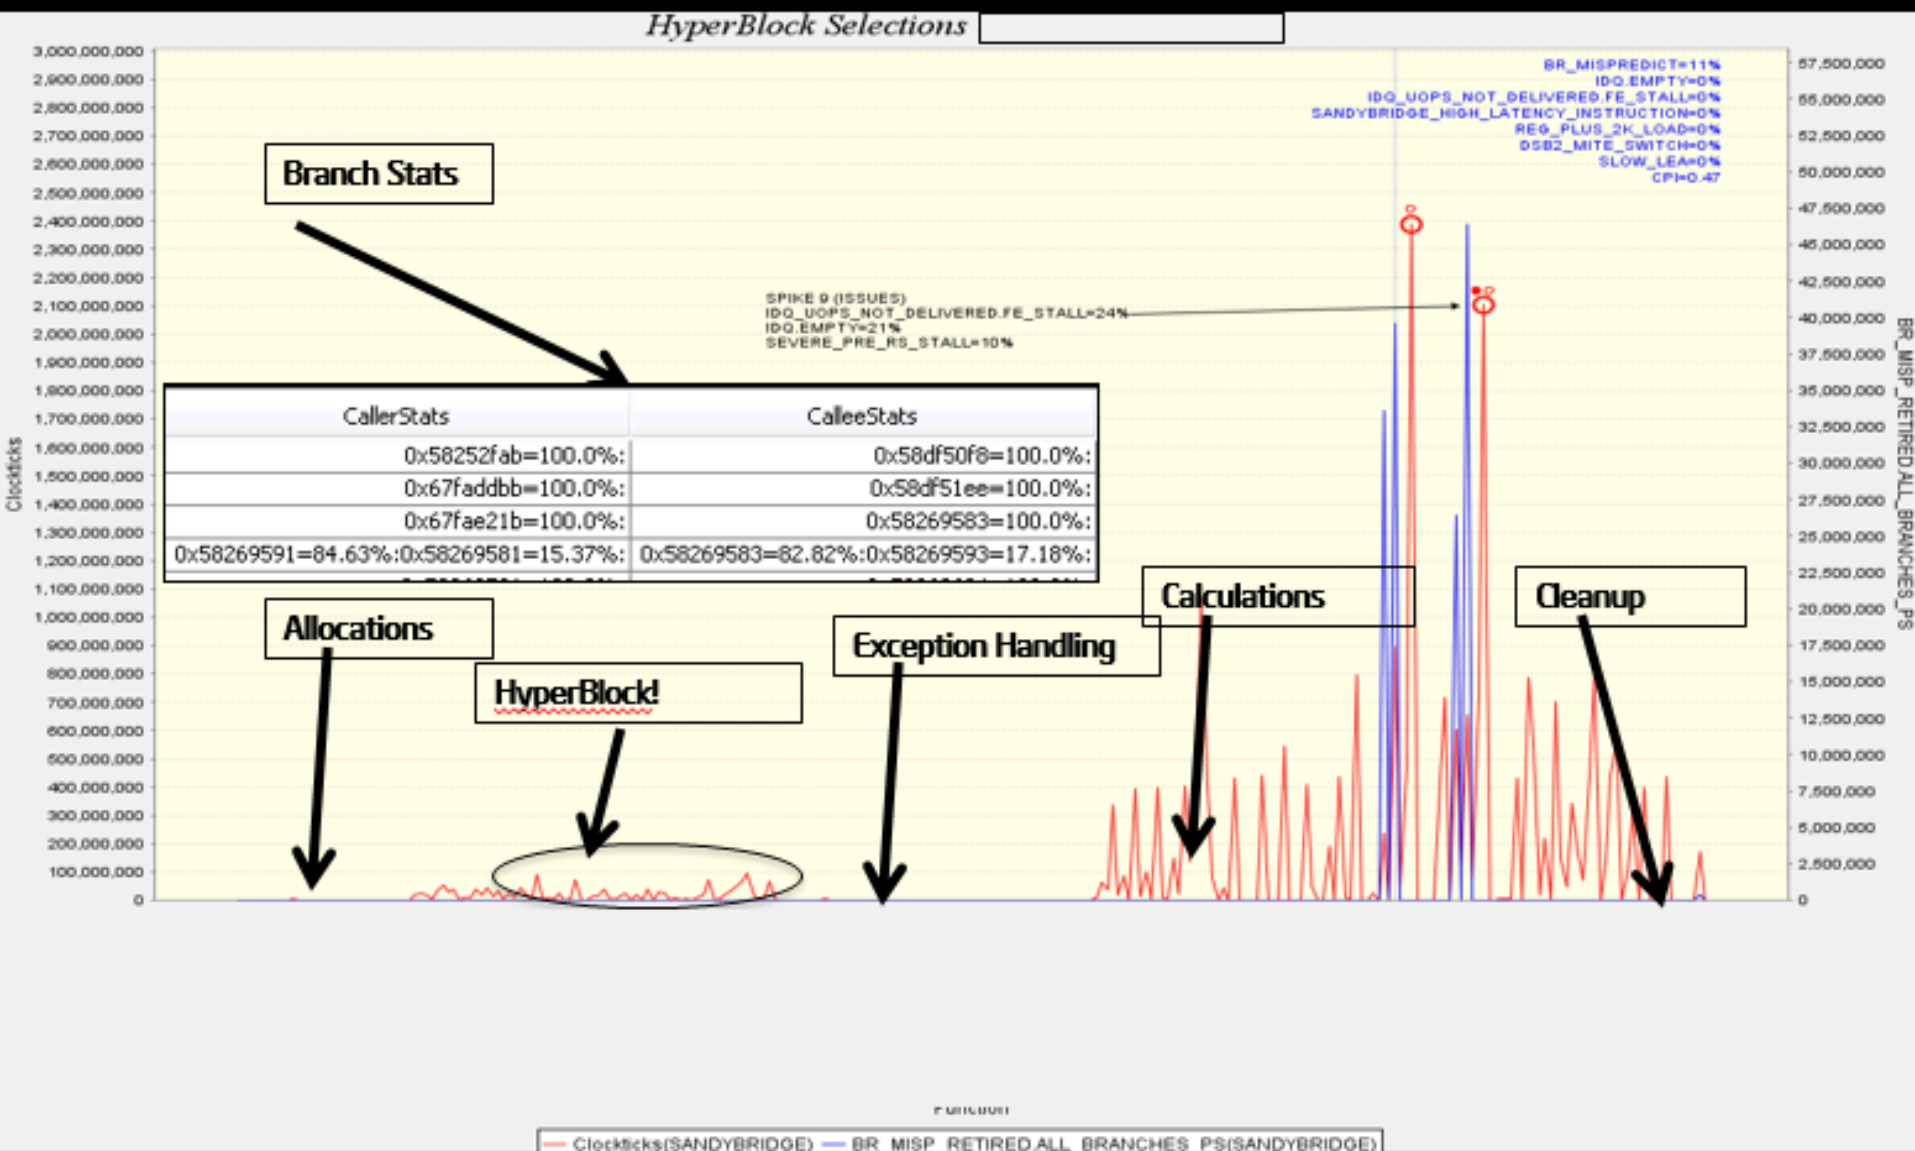 HyperBlock Selections
3,000,000,000
2,900,000,000
2,800,000,000
2,700,000,000
2,600,000,000
2,500,000,000
2,400,000,000
2,300,000,000
2,200,000,000
2,100,000,000
2,000,000,000
1,900,000,000
1,800,000,000
1,700,000,000
1,600,000,000
1,500,000,000
1,400,000,000
1,300,000,000
1,200,000,000
1,100,000,000
1,000,000,000
900,000,000
800,000,000
700,000,000
600,000,000
500,000,000
400,000,000
300,000,000
200,000,000
100,000,000
0
Clockticks
BR_MISPREDICT=11%
IDQ.EMPTY=0%
IDQ_UOPS_NOT_DELIVERED.FE_STALL=0%
SANDYBRIDGE_HIGH_LATENCY_INSTRUCTION=0%
REG_PLUS_2K_LOAD=0%
DSB2_MITE_SWITCH=0%
SLOW_LEA=0%
CPI=0.47
Branch Stats
SPIKE 9 (ISSUES)
IDQ_UOPS_NOT_DELIVERED.FE_STALL=24%
IDQ.EMPTY=21%
SEVERE_PRE_RS_STALL=10%
CallerStats CalleeStats
0x58252fab=100.0%: 0x58df50f8=100.0%:
0x67faddbb=100.0%: 0x58df51ee=100.0%:
0x67fae21b=100.0%: 0x58269583=100.0%:
0x58269591=84.63%:0x58269581=15.37%: 0x58269583=82.82%:0x58269593=17.18%:
Allocations
HyperBlock!
Exception Handling
Calculations
Cleanup
57,500,000
55,000,000
52,500,000
50,000,000
47,500,000
45,000,000
42,500,000
40,000,000
37,500,000
35,000,000
32,500,000
30,000,000
27,500,000
25,000,000
22,500,000
20,000,000
17,500,000
15,000,000
12,500,000
10,000,000
7,500,000
5,000,000
2,500,000
0
BR_MISP_RETIRED.ALL_BRANCHES_PS
Function
Clockticks(SANDYBRIDGE) BR_MISP_RETIRED.ALL_BRANCHES_PS(SANDYBRIDGE)